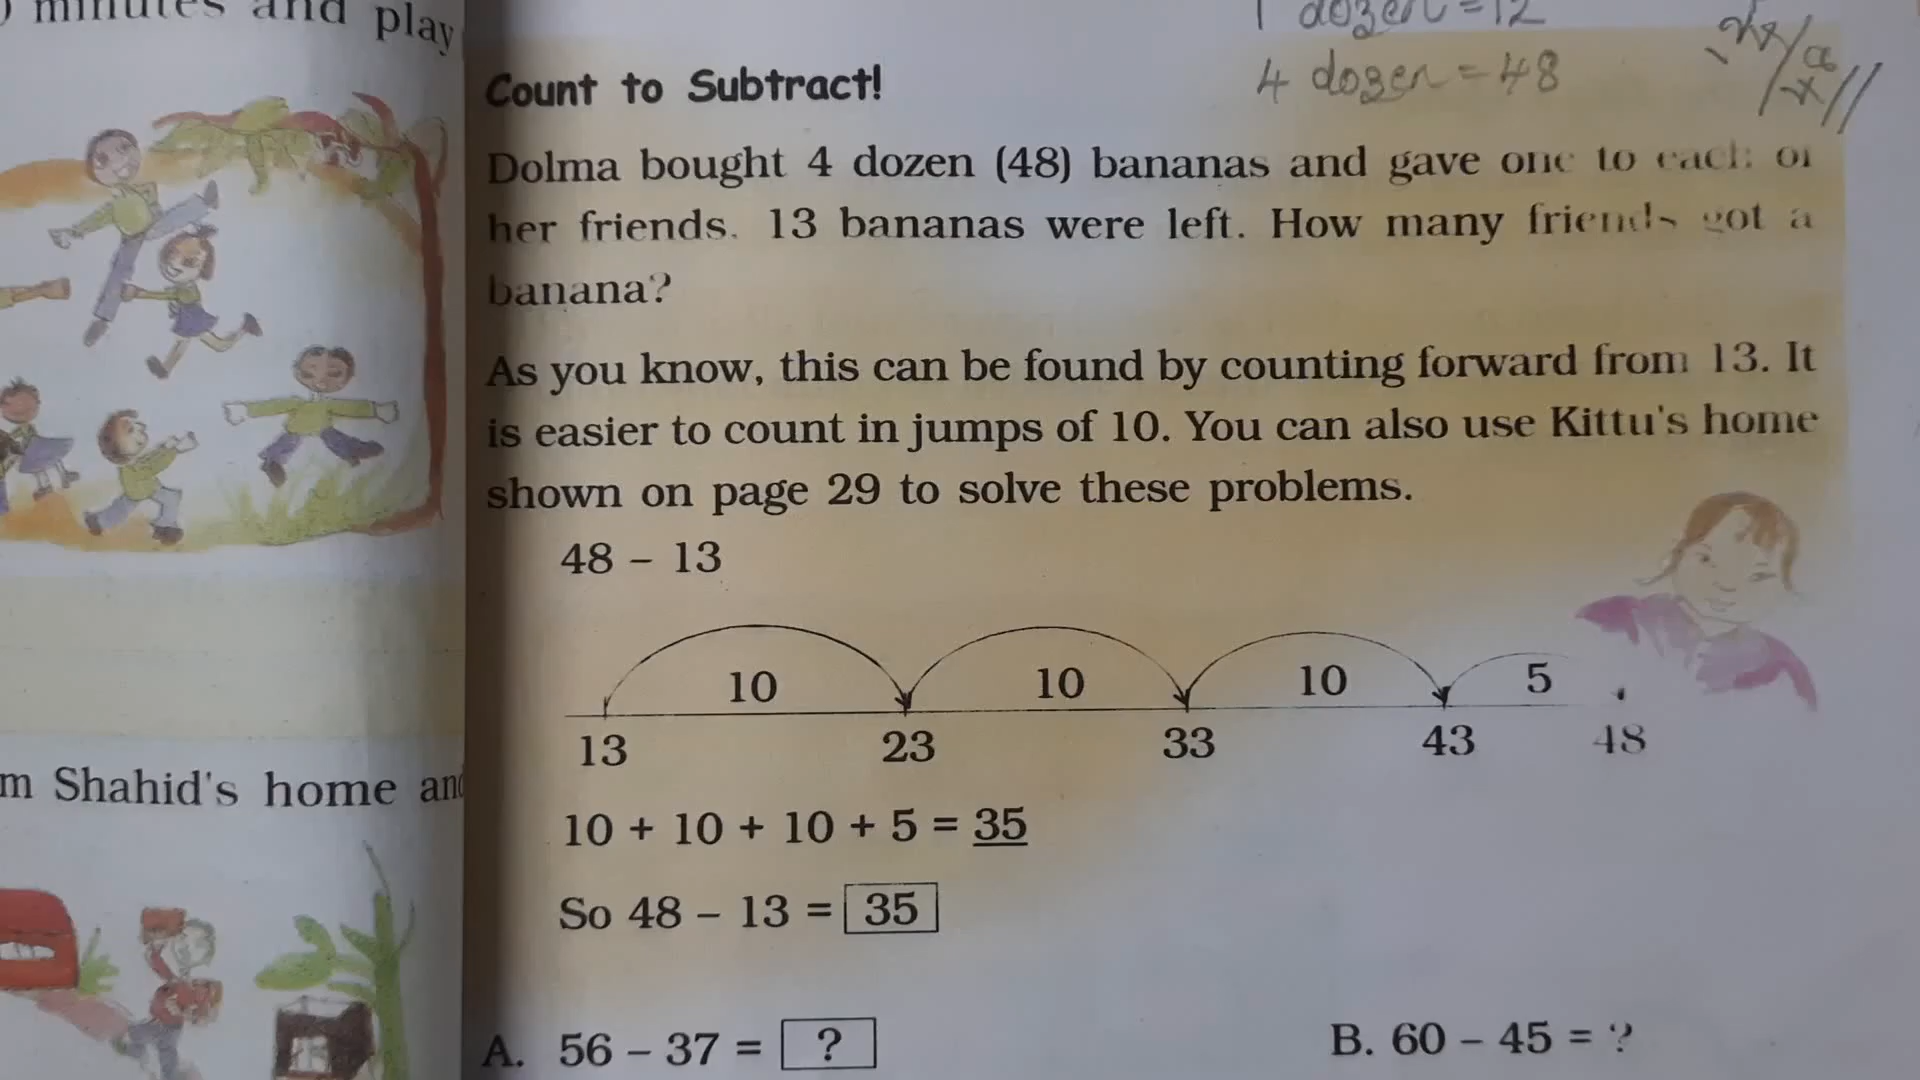 minutes and play
1 dozen = 12
4 dozen = 48
Count to Subtract!
Dolma bought 4 dozen (48) bananas and gave one to each of
her friends. 13 bananas were left. How many friends got a
banana?
As you know, this can be found by counting forward from 13. It
is easier to count in jumps of 10. You can also use Kittu's home
shown on page 29 to solve these problems.
48 – 13
10 10 10 5
13 23 33 43 48
m Shahid's home and
10 + 10 + 10 + 5 = 35
So 48 – 13 = 35
A. 56 – 37 = ? B. 60 – 45 = ?